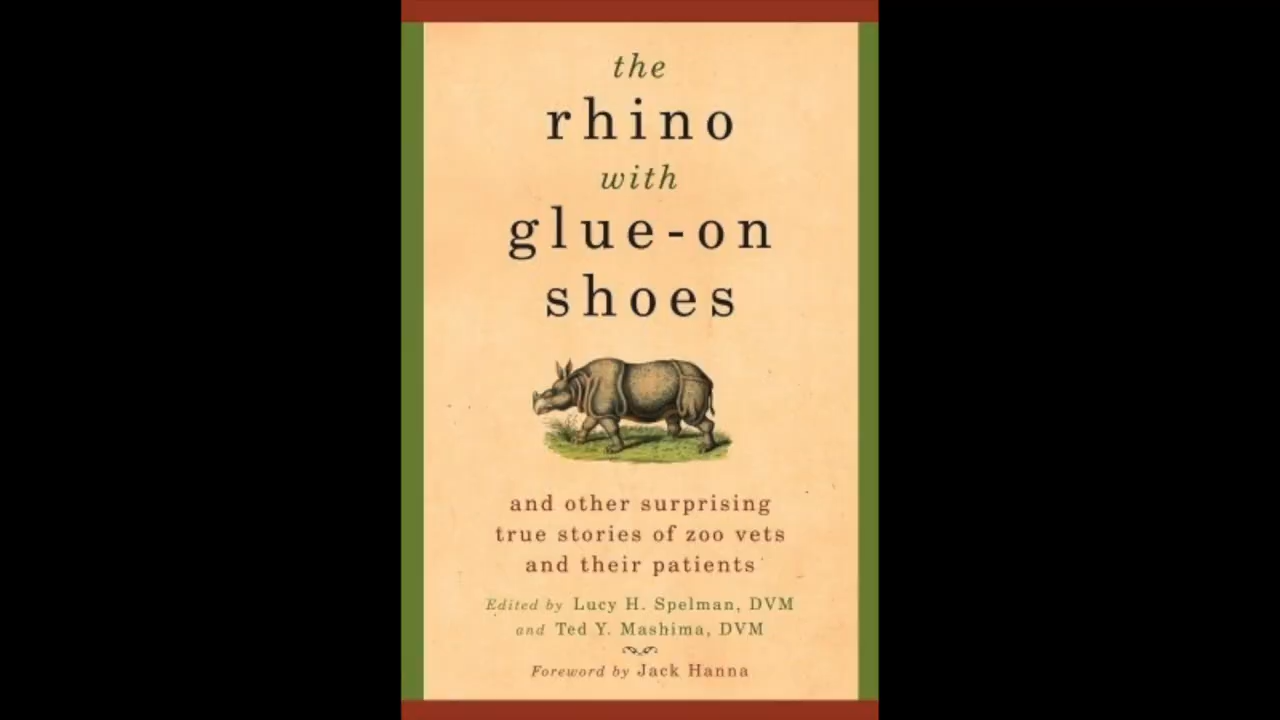 the
rhino
with
glue-on
shoes
and other surprising
true stories of zoo vets
and their patients
Edited by Lucy H. Spelman, DVM
and Ted Y. Mashima, DVM
Foreword by Jack Hanna